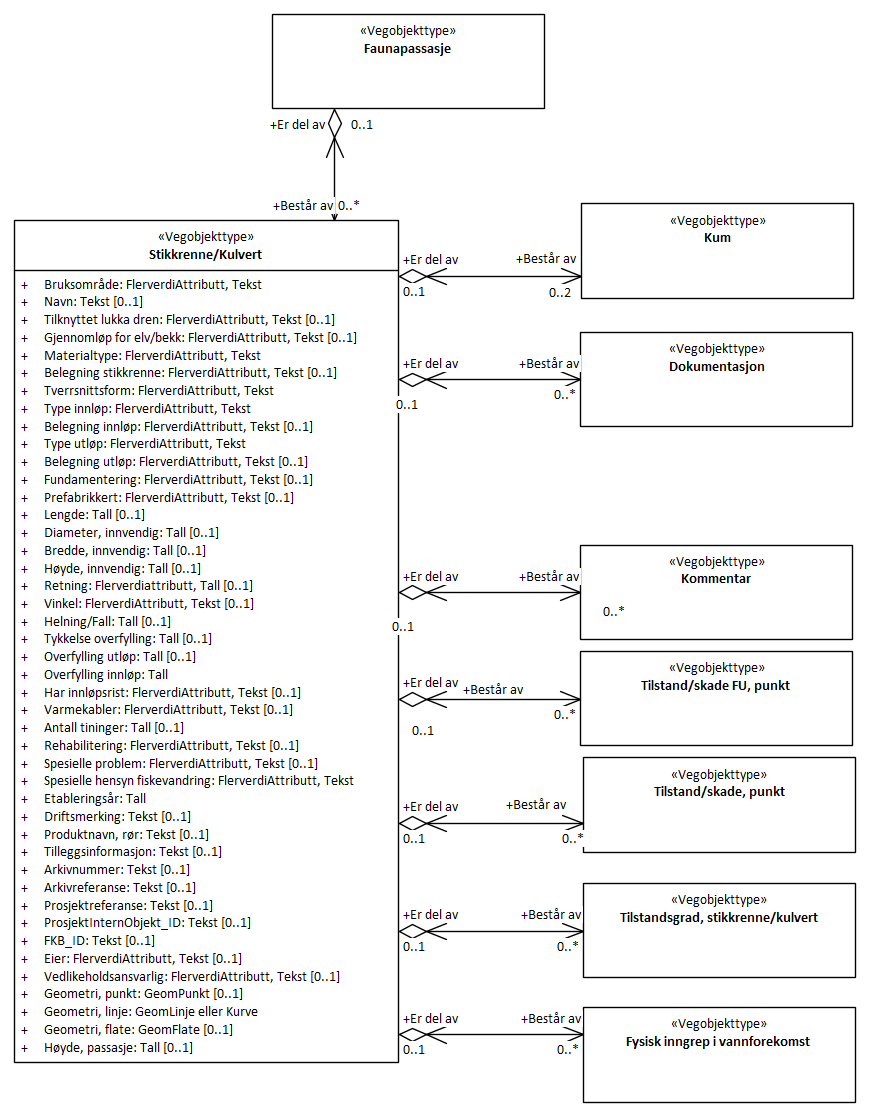 «Vegobjekttype»
Faunapassasje
+Er del av 0..1
+Består av 0..*
«Vegobjekttype»
Stikkrenne/Kulvert
+ Bruksområde: FlerverdiAttributt, Tekst
+ Navn: Tekst [0..1]
+ Tilknyttet lukka dren: FlerverdiAttributt, Tekst [0..1]
+ Gjennomløp for elv/bekk: FlerverdiAttributt, Tekst [0..1]
+ Materialtype: FlerverdiAttributt, Tekst
+ Belegning stikkrenne: FlerverdiAttributt, Tekst [0..1]
+ Tverrsnittsform: FlerverdiAttributt, Tekst
+ Type innløp: FlerverdiAttributt, Tekst
+ Belegning innløp: FlerverdiAttributt, Tekst [0..1]
+ Type utløp: FlerverdiAttributt, Tekst
+ Belegning utløp: FlerverdiAttributt, Tekst [0..1]
+ Fundamentering: FlerverdiAttributt, Tekst [0..1]
+ Prefabrikkert: FlerverdiAttributt, Tekst [0..1]
+ Lengde: Tall [0..1]
+ Diameter, innvendig: Tall [0..1]
+ Bredde, innvendig: Tall [0..1]
+ Høyde, innvendig: Tall [0..1]
+ Retning: Flerverdiattributt, Tall [0..1]
+ Vinkel: FlerverdiAttributt, Tekst [0..1]
+ Helning/Fall: Tall [0..1]
+ Tykkelse overfylling: Tall [0..1]
+ Overfylling utløp: Tall [0..1]
+ Overfylling innløp: Tall
+ Har innløpsrist: FlerverdiAttributt, Tekst [0..1]
+ Varmekabler: FlerverdiAttributt, Tekst [0..1]
+ Antall tininger: Tall [0..1]
+ Rehabilitering: FlerverdiAttributt, Tekst [0..1]
+ Spesielle problem: FlerverdiAttributt, Tekst [0..1]
+ Spesielle hensyn fiskevandring: FlerverdiAttributt, Tekst
+ Etableringsår: Tall
+ Driftsmerking: Tekst [0..1]
+ Produktnavn, rør: Tekst [0..1]
+ Tilleggsinformasjon: Tekst [0..1]
+ Arkivnummer: Tekst [0..1]
+ Arkivreferanse: Tekst [0..1]
+ Prosjektreferanse: Tekst [0..1]
+ ProsjektInternObjekt_ID: Tekst [0..1]
+ FKB_ID: Tekst [0..1]
+ Eier: FlerverdiAttributt, Tekst [0..1]
+ Vedlikeholdsansvarlig: FlerverdiAttributt, Tekst [0..1]
+ Geometri, punkt: GeomPunkt [0..1]
+ Geometri, linje: GeomLinje eller Kurve
+ Geometri, flate: GeomFlate [0..1]
+ Høyde, passasje: Tall [0..1]
+Er del av +Består av
0..1 0..2
«Vegobjekttype»
Kum
+Er del av +Består av
0..1 0..*
«Vegobjekttype»
Dokumentasjon
+Er del av +Består av
0..1 0..*
«Vegobjekttype»
Kommentar
+Er del av +Består av
0..1 0..*
«Vegobjekttype»
Tilstand/skade FU, punkt
+Er del av +Består av
0..1 0..*
«Vegobjekttype»
Tilstand/skade, punkt
+Er del av +Består av
0..1 0..*
«Vegobjekttype»
Tilstandsgrad, stikkrenne/kulvert
+Er del av +Består av
0..1 0..*
«Vegobjekttype»
Fysisk inngrep i vannforekomst